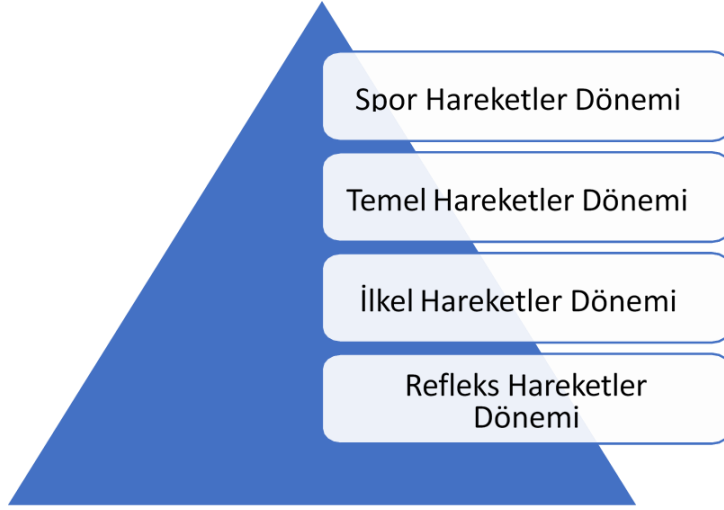 Spor Hareketler Dönemi
Temel Hareketler Dönemi
İlkel Hareketler Dönemi
Refleks Hareketler
Dönemi